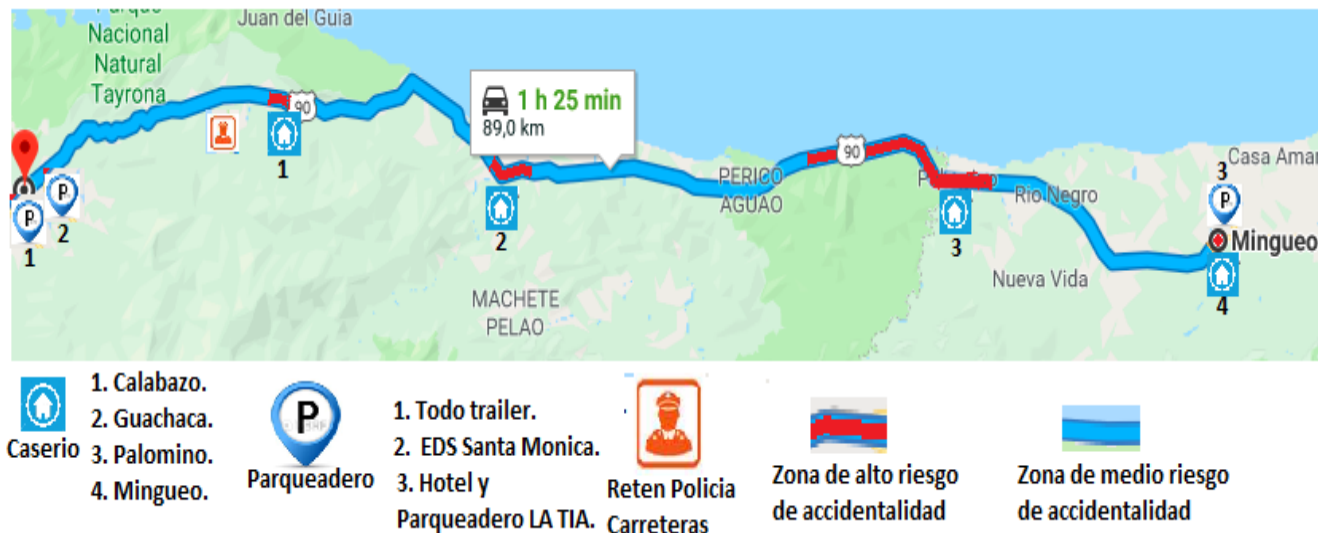 Parque
Nacional
Natural
Tayrona
Juan del Guia
90
1 h 25 min
89,0 km
90
PERICO
AGUAO
Rio Negro
Casa Amar
3
P
Mingueo
Nueva Vida
MACHETE
PELAO
P
P
1
2
1
2
3
4
Caserio
1. Calabazo.
2. Guachaca.
3. Palomino.
4. Mingueo.
P
Parqueadero
1. Todo trailer.
2. EDS Santa Monica.
3. Hotel y
Parqueadero LA TIA.
Reten Policia
Carreteras
Zona de alto riesgo
de accidentalidad
Zona de medio riesgo
de accidentalidad